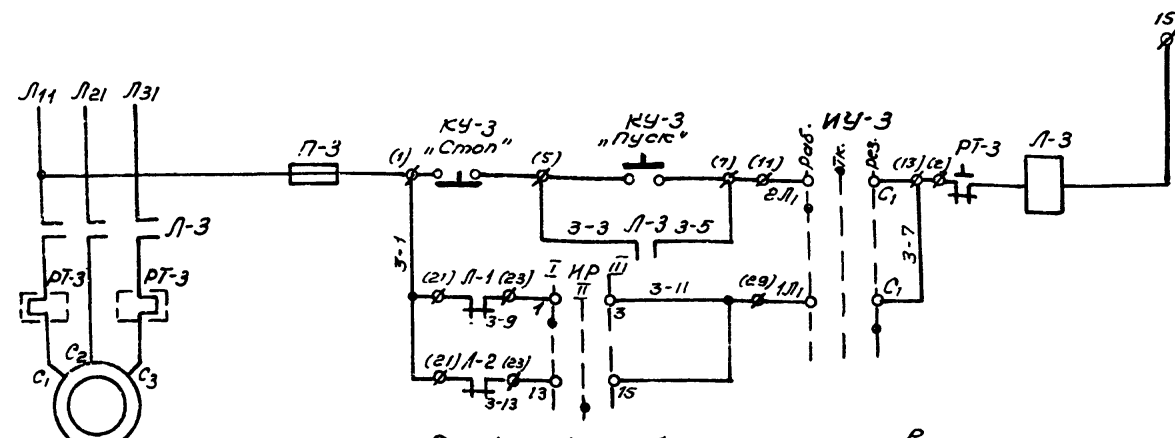 15
Л11 Л21 Л31
КУ-3
„Стоп"
КУ-3
„Пуск"
ИУ-3
раб.
отк.
рез.
П-3
(1)
(5)
(7)
(11)
2Л1
С1
(13)
(2)
РТ-3
Л-3
Л-3
3-3
Л-3
3-5
3-1
3-7
РТ-3
РТ-3
(21)
Л-1
(23)
I
ИР
II
III
3-11
(29)
1Л1
С1
3-9
1
3
С1
С2
С3
(21)
Л-2
(23)
3-13
13
15